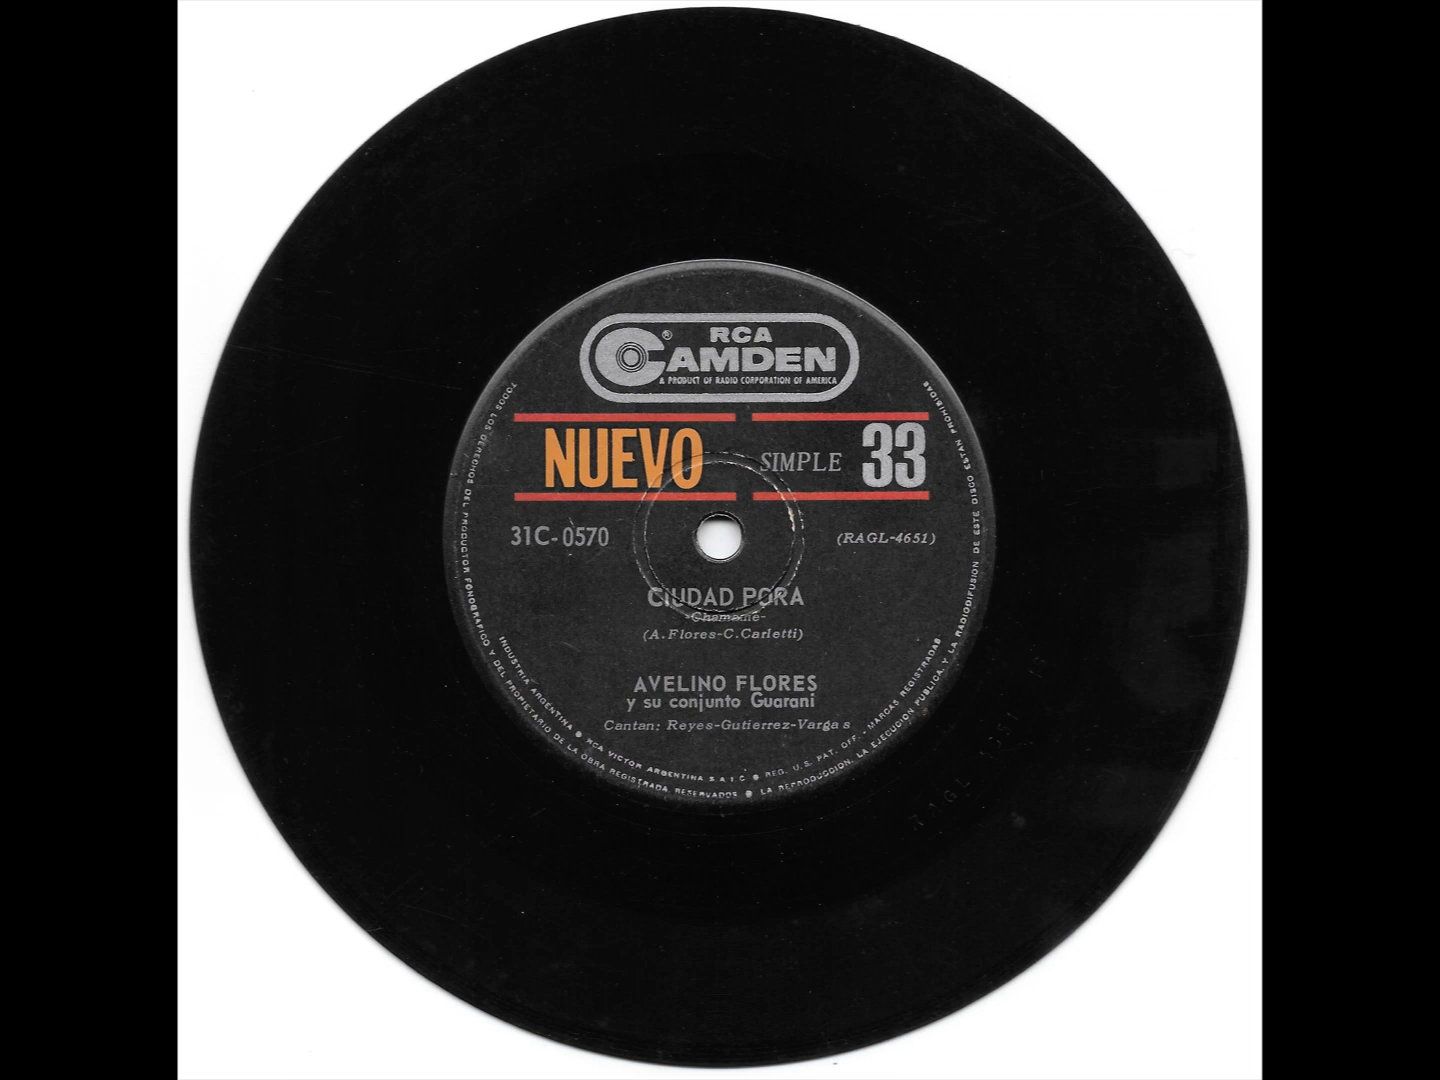 RCA
CAMDEN
®
A PRODUCT OF RADIO CORPORATION OF AMERICA
NUEVO
SIMPLE 33
31C-0570
(RAGL-4651)
CIUDAD PORA
-Chamamé-
(A.Flores-C.Carletti)
AVELINO FLORES
y su conjunto Guarani
Cantan: Reyes-Gutierrez-Vargas
INDUSTRIA ARGENTINA ● RCA VICTOR ARGENTINA S.A.I.C ● REG. U.S. PAT. OFF. - MARCAS REGISTRADAS
TODOS LOS DERECHOS DEL PRODUCTOR FONOGRAFICO Y DEL PROPIETARIO DE LA OBRA REGISTRADA, RESERVADOS ● LA REPRODUCCION, LA EJECUCION PUBLICA, Y LA RADIODIFUSION DE ESTE DISCO ESTAN PROHIBIDAS